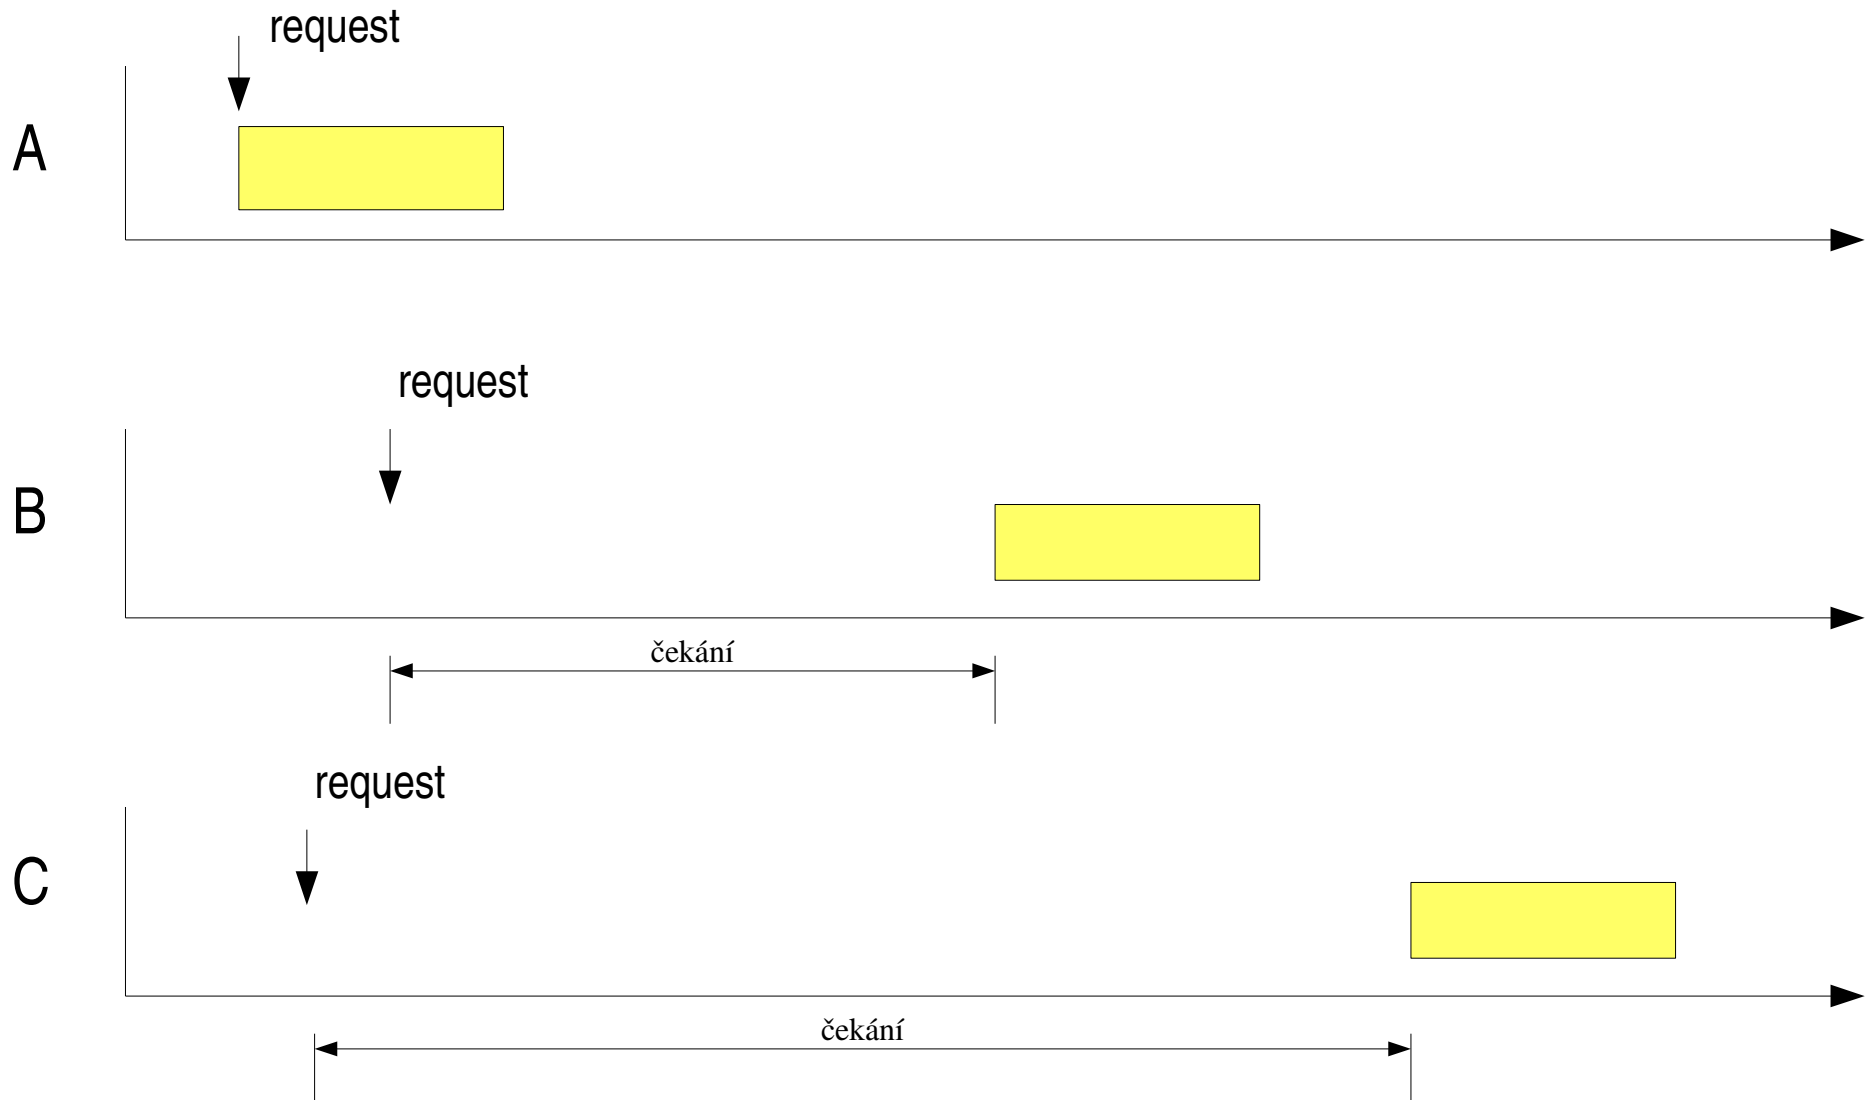 request
A
request
B
čekání
request
C
čekání